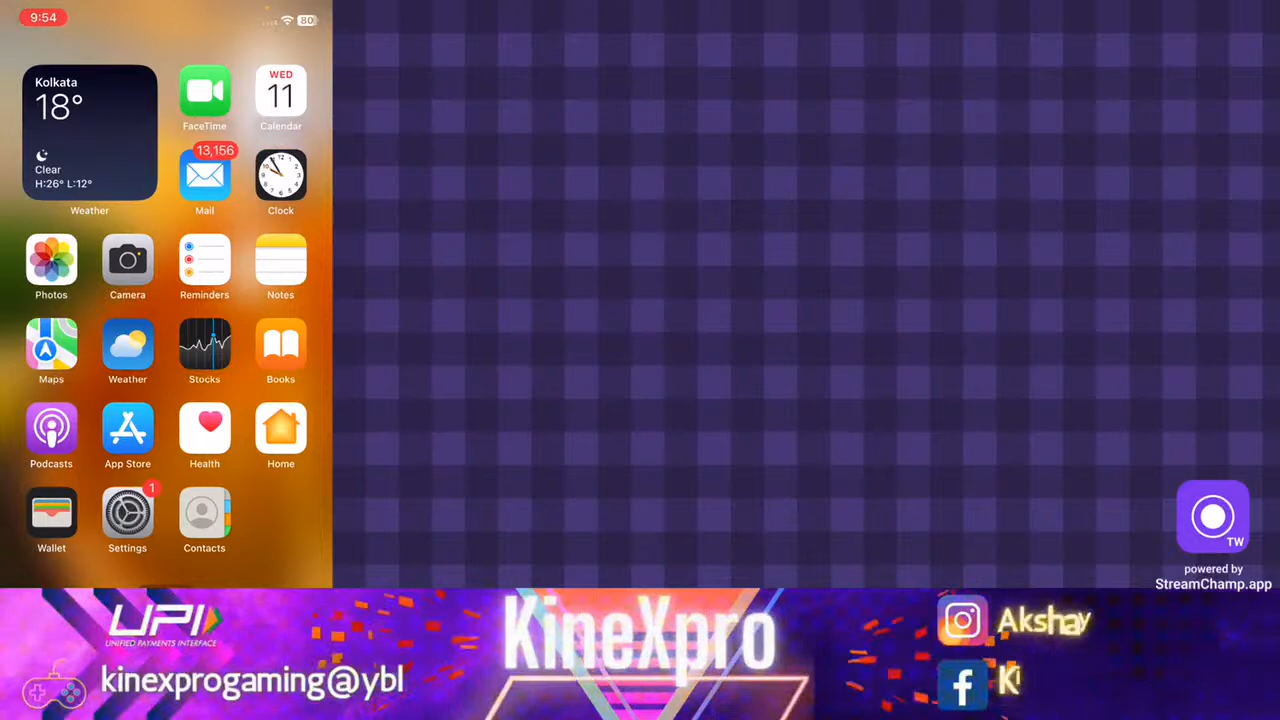 9:54
80
Kolkata
18°
Clear
H:26° L:12°
Weather
FaceTime
WED
11
Calendar
13,156
Mail
Clock
Photos
Camera
Reminders
Notes
Maps
Weather
Stocks
Books
Podcasts
App Store
Health
Home
Wallet
1
Settings
Contacts
TW
powered by
StreamChamp.app
UPI
UNIFIED PAYMENTS INTERFACE
kinexprogaming@ybl
KineXpro
Akshay